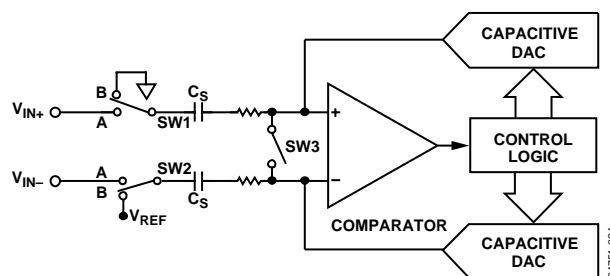 CAPACITIVE
DAC
B
CS
VIN+
A
SW1
+
SW3
CONTROL
LOGIC
VIN–
A
SW2
–
B
CS
VREF
COMPARATOR
CAPACITIVE
DAC